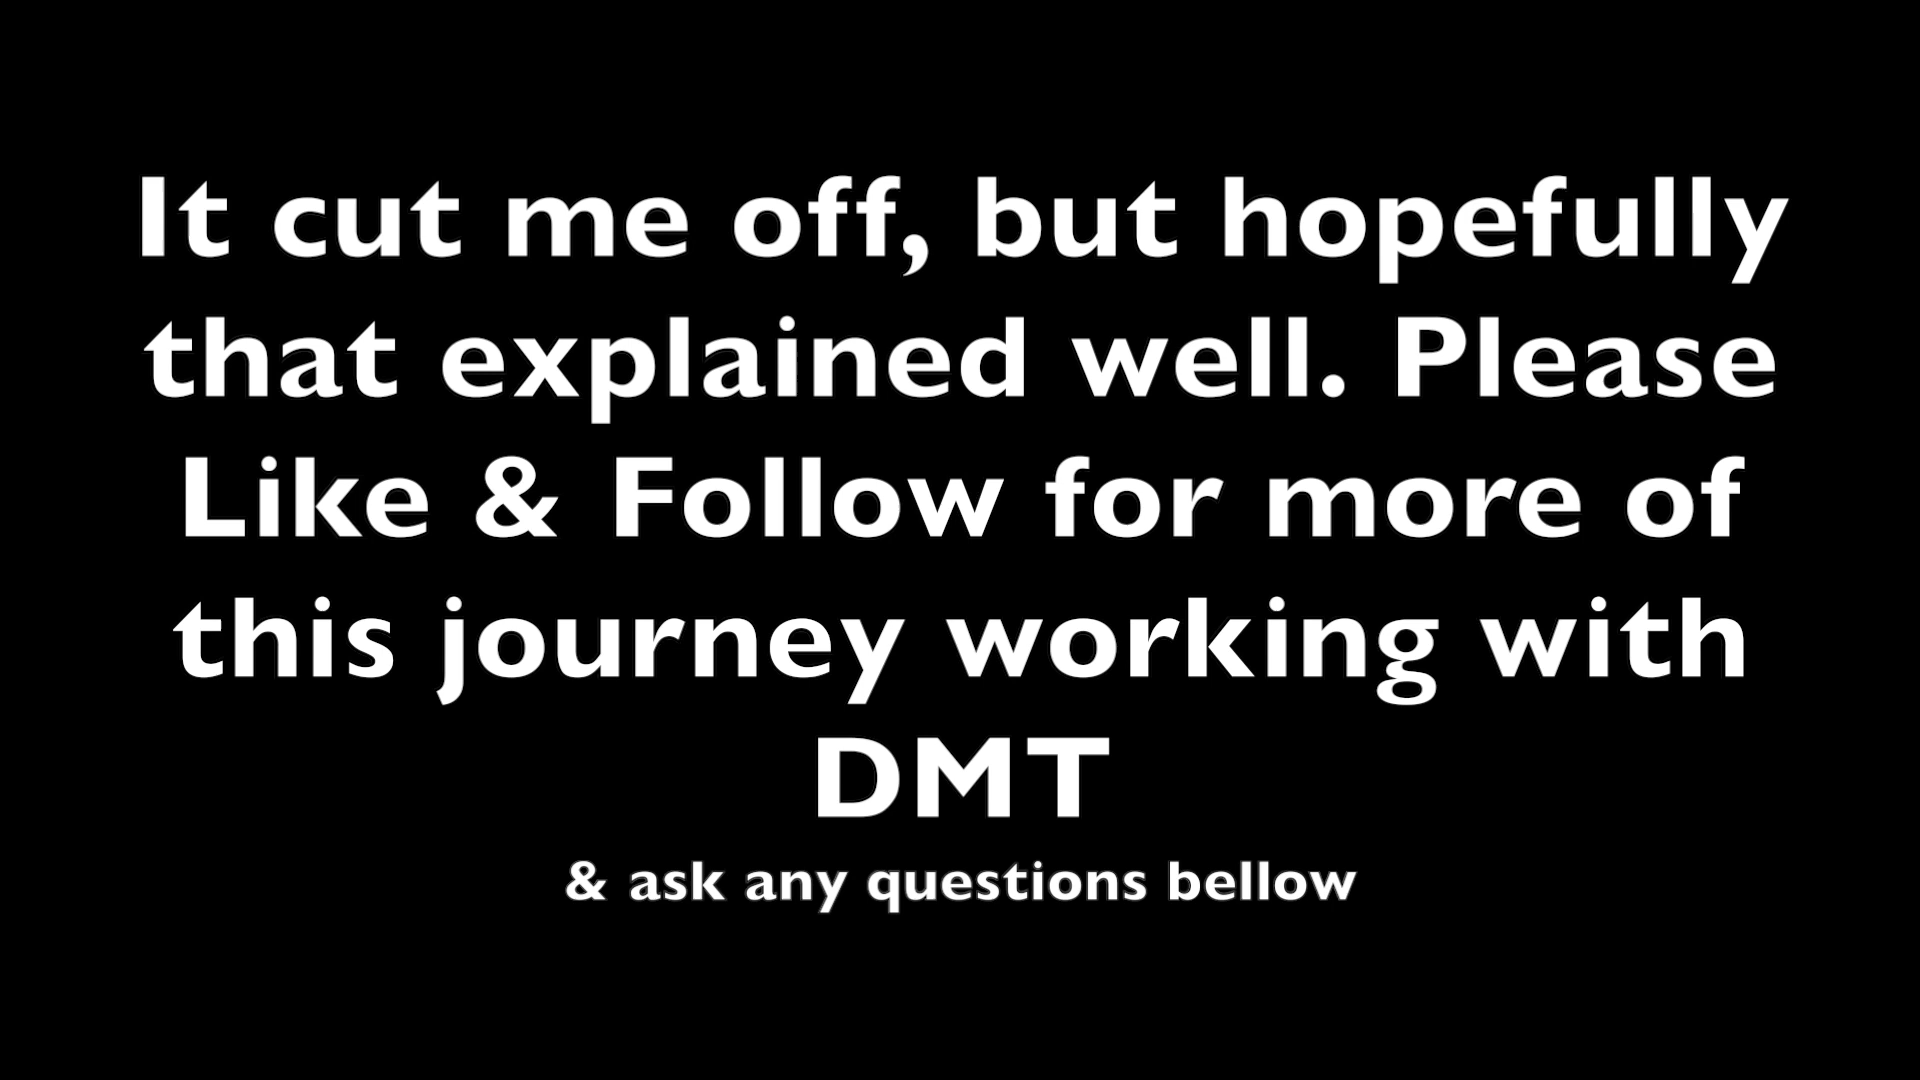 It cut me off, but hopefully
that explained well. Please
Like & Follow for more of
this journey working with
DMT
& ask any questions bellow